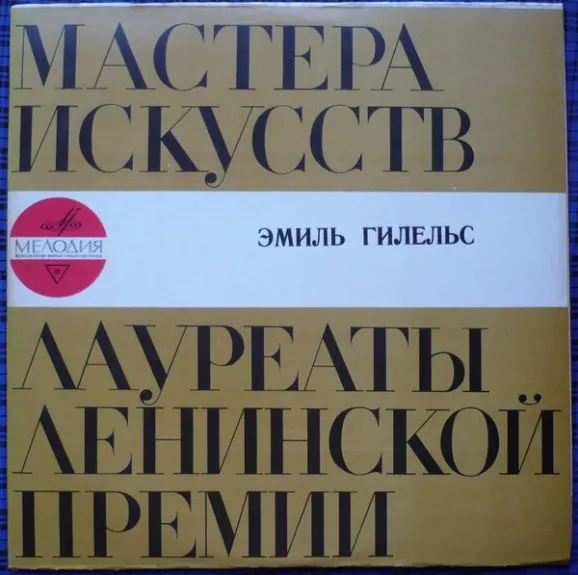 МАСТЕРА
ИСКУССТВ
МЕЛОДИЯ
ЭМИЛЬ ГИЛЕЛЬС
ЛАУРЕАТЫ
ЛЕНИНСКОЙ
ПРЕМИИ